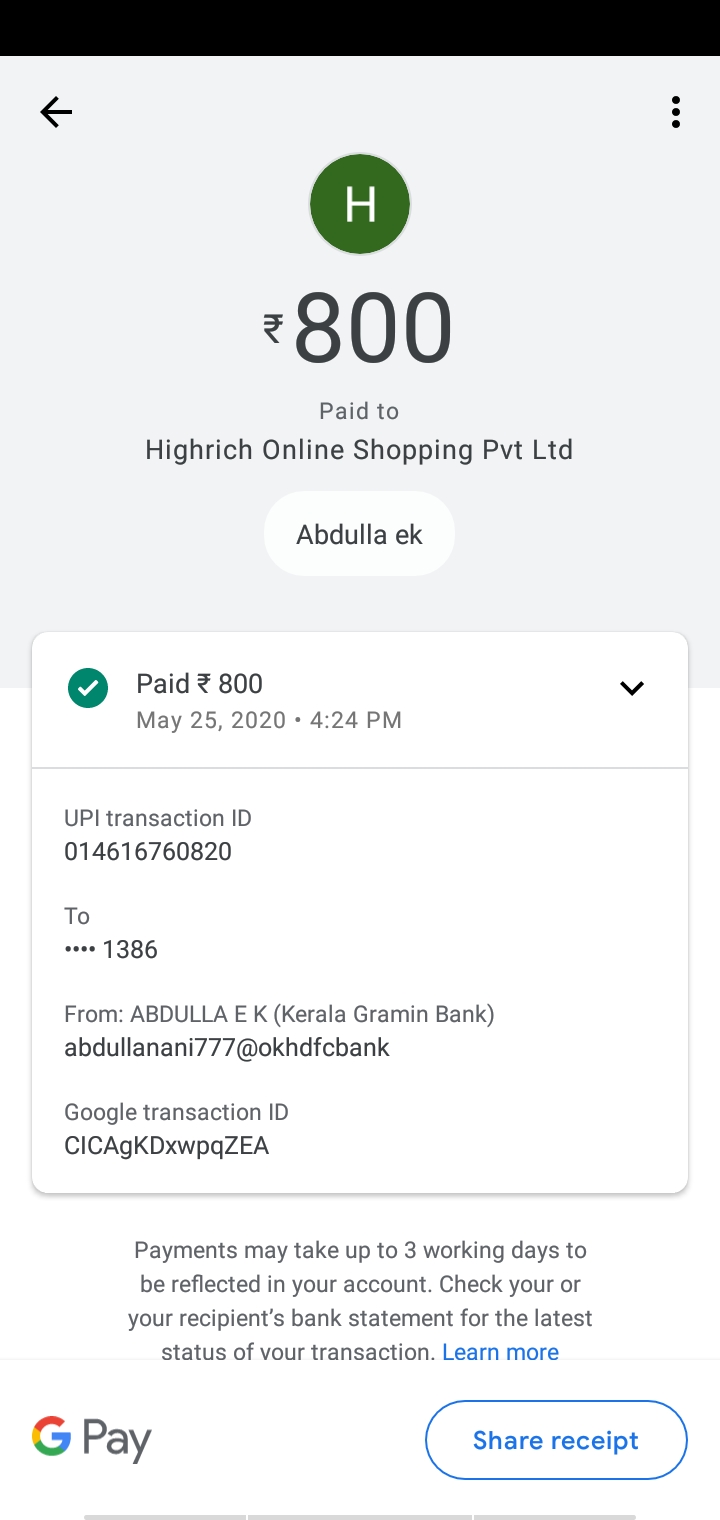 H
₹800
Paid to
Highrich Online Shopping Pvt Ltd
Abdulla ek
Paid ₹ 800
May 25, 2020 • 4:24 PM
UPI transaction ID
014616760820
To
•••• 1386
From: ABDULLA E K (Kerala Gramin Bank)
abdullanani777@okhdfcbank
Google transaction ID
CICAgKDxwpqZEA
Payments may take up to 3 working days to
be reflected in your account. Check your or
your recipient’s bank statement for the latest
status of your transaction. Learn more
G Pay
Share receipt